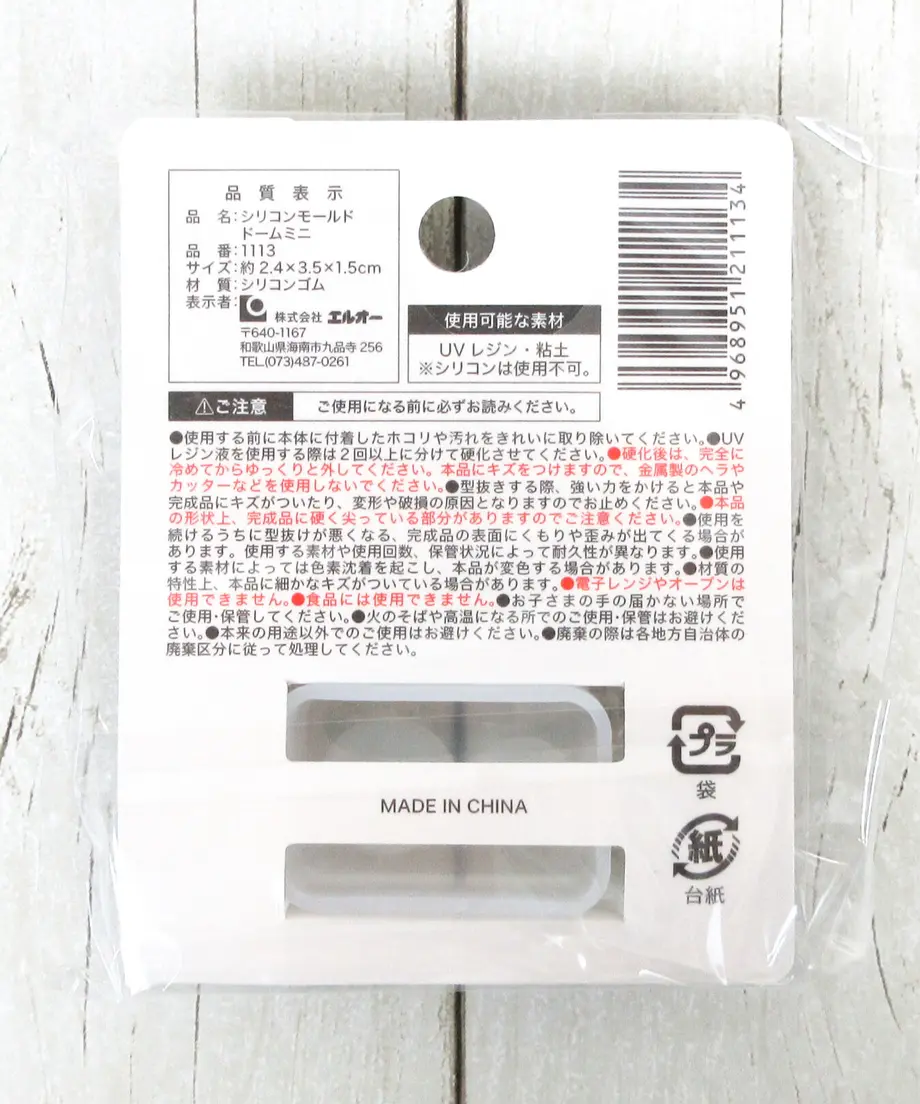 品質表示
品　名：シリコンモールド
ドームミニ
品　番：1113
サイズ：約 2.4×3.5×1.5cm
材　質：シリコンゴム
表示者：株式会社 エルオー
〒640-1167
和歌山県海南市九品寺 256
TEL.(073)487-0261
使用可能な素材
UV レジン・粘土
※シリコンは使用不可。
4 968951 211134
⚠ご注意　ご使用になる前に必ずお読みください。
●使用する前に本体に付着したホコリや汚れをきれいに取り除いてください。●UV
レジン液を使用する際は２回以上に分けて硬化させてください。●硬化後は、完全に
冷めてからゆっくりと外してください。本品にキズをつけますので、金属製のヘラや
カッターなどを使用しないでください。●型抜きする際、強い力をかけると本品や
完成品にキズがついたり、変形や破損の原因となりますのでお止めください。●本品
の形状上、完成品に硬く尖っている部分がありますのでご注意ください。●使用を
続けるうちに型抜けが悪くなる、完成品の表面にくもりや歪みが出てくる場合が
あります。使用する素材や使用回数、保管状況によって耐久性が異なります。●使用
する素材によっては色素沈着を起こし、本品が変色する場合があります。●材質の
特性上、本品に細かなキズがついている場合があります。●電子レンジやオーブンは
使用できません。●食品には使用できません。●お子さまの手の届かない場所で
ご使用・保管してください。●火のそばや高温になる所でのご使用・保管はお避けくだ
さい。●本来の用途以外でのご使用はお避けください。●廃棄の際は各地方自治体の
廃棄区分に従って処理してください。
プラ
袋
MADE IN CHINA
紙
台紙